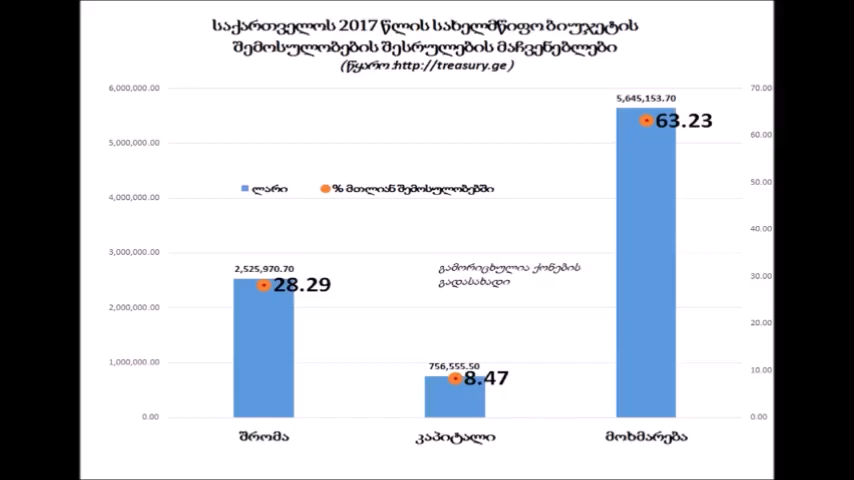 საქართველოს 2017 წლის სახელმწიფო ბიუჯეტის
შემოსულობების შესრულების მაჩვენებლები
(წყარო:http://treasury.ge)
6,000,000.00
5,000,000.00
4,000,000.00
3,000,000.00
2,000,000.00
1,000,000.00
0.00
70.00
60.00
50.00
40.00
30.00
20.00
10.00
0.00
ლარი
% მთლიან შემოსულობებში
გამორიცხულია ქონების
გადასახადი
2,525,970.70
28.29
756,555.50
8.47
5,645,153.70
63.23
შრომა
კაპიტალი
მოხმარება